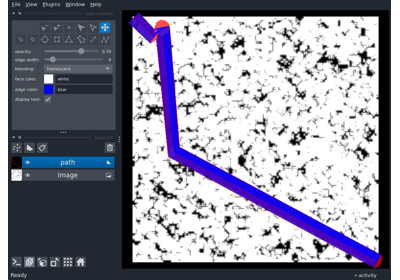 File View Plugins Window Help
opacity: 0.70
edge width: 4
blending: translucent
face color: white
edge color: blue
display text:
path
Image
Ready
activity